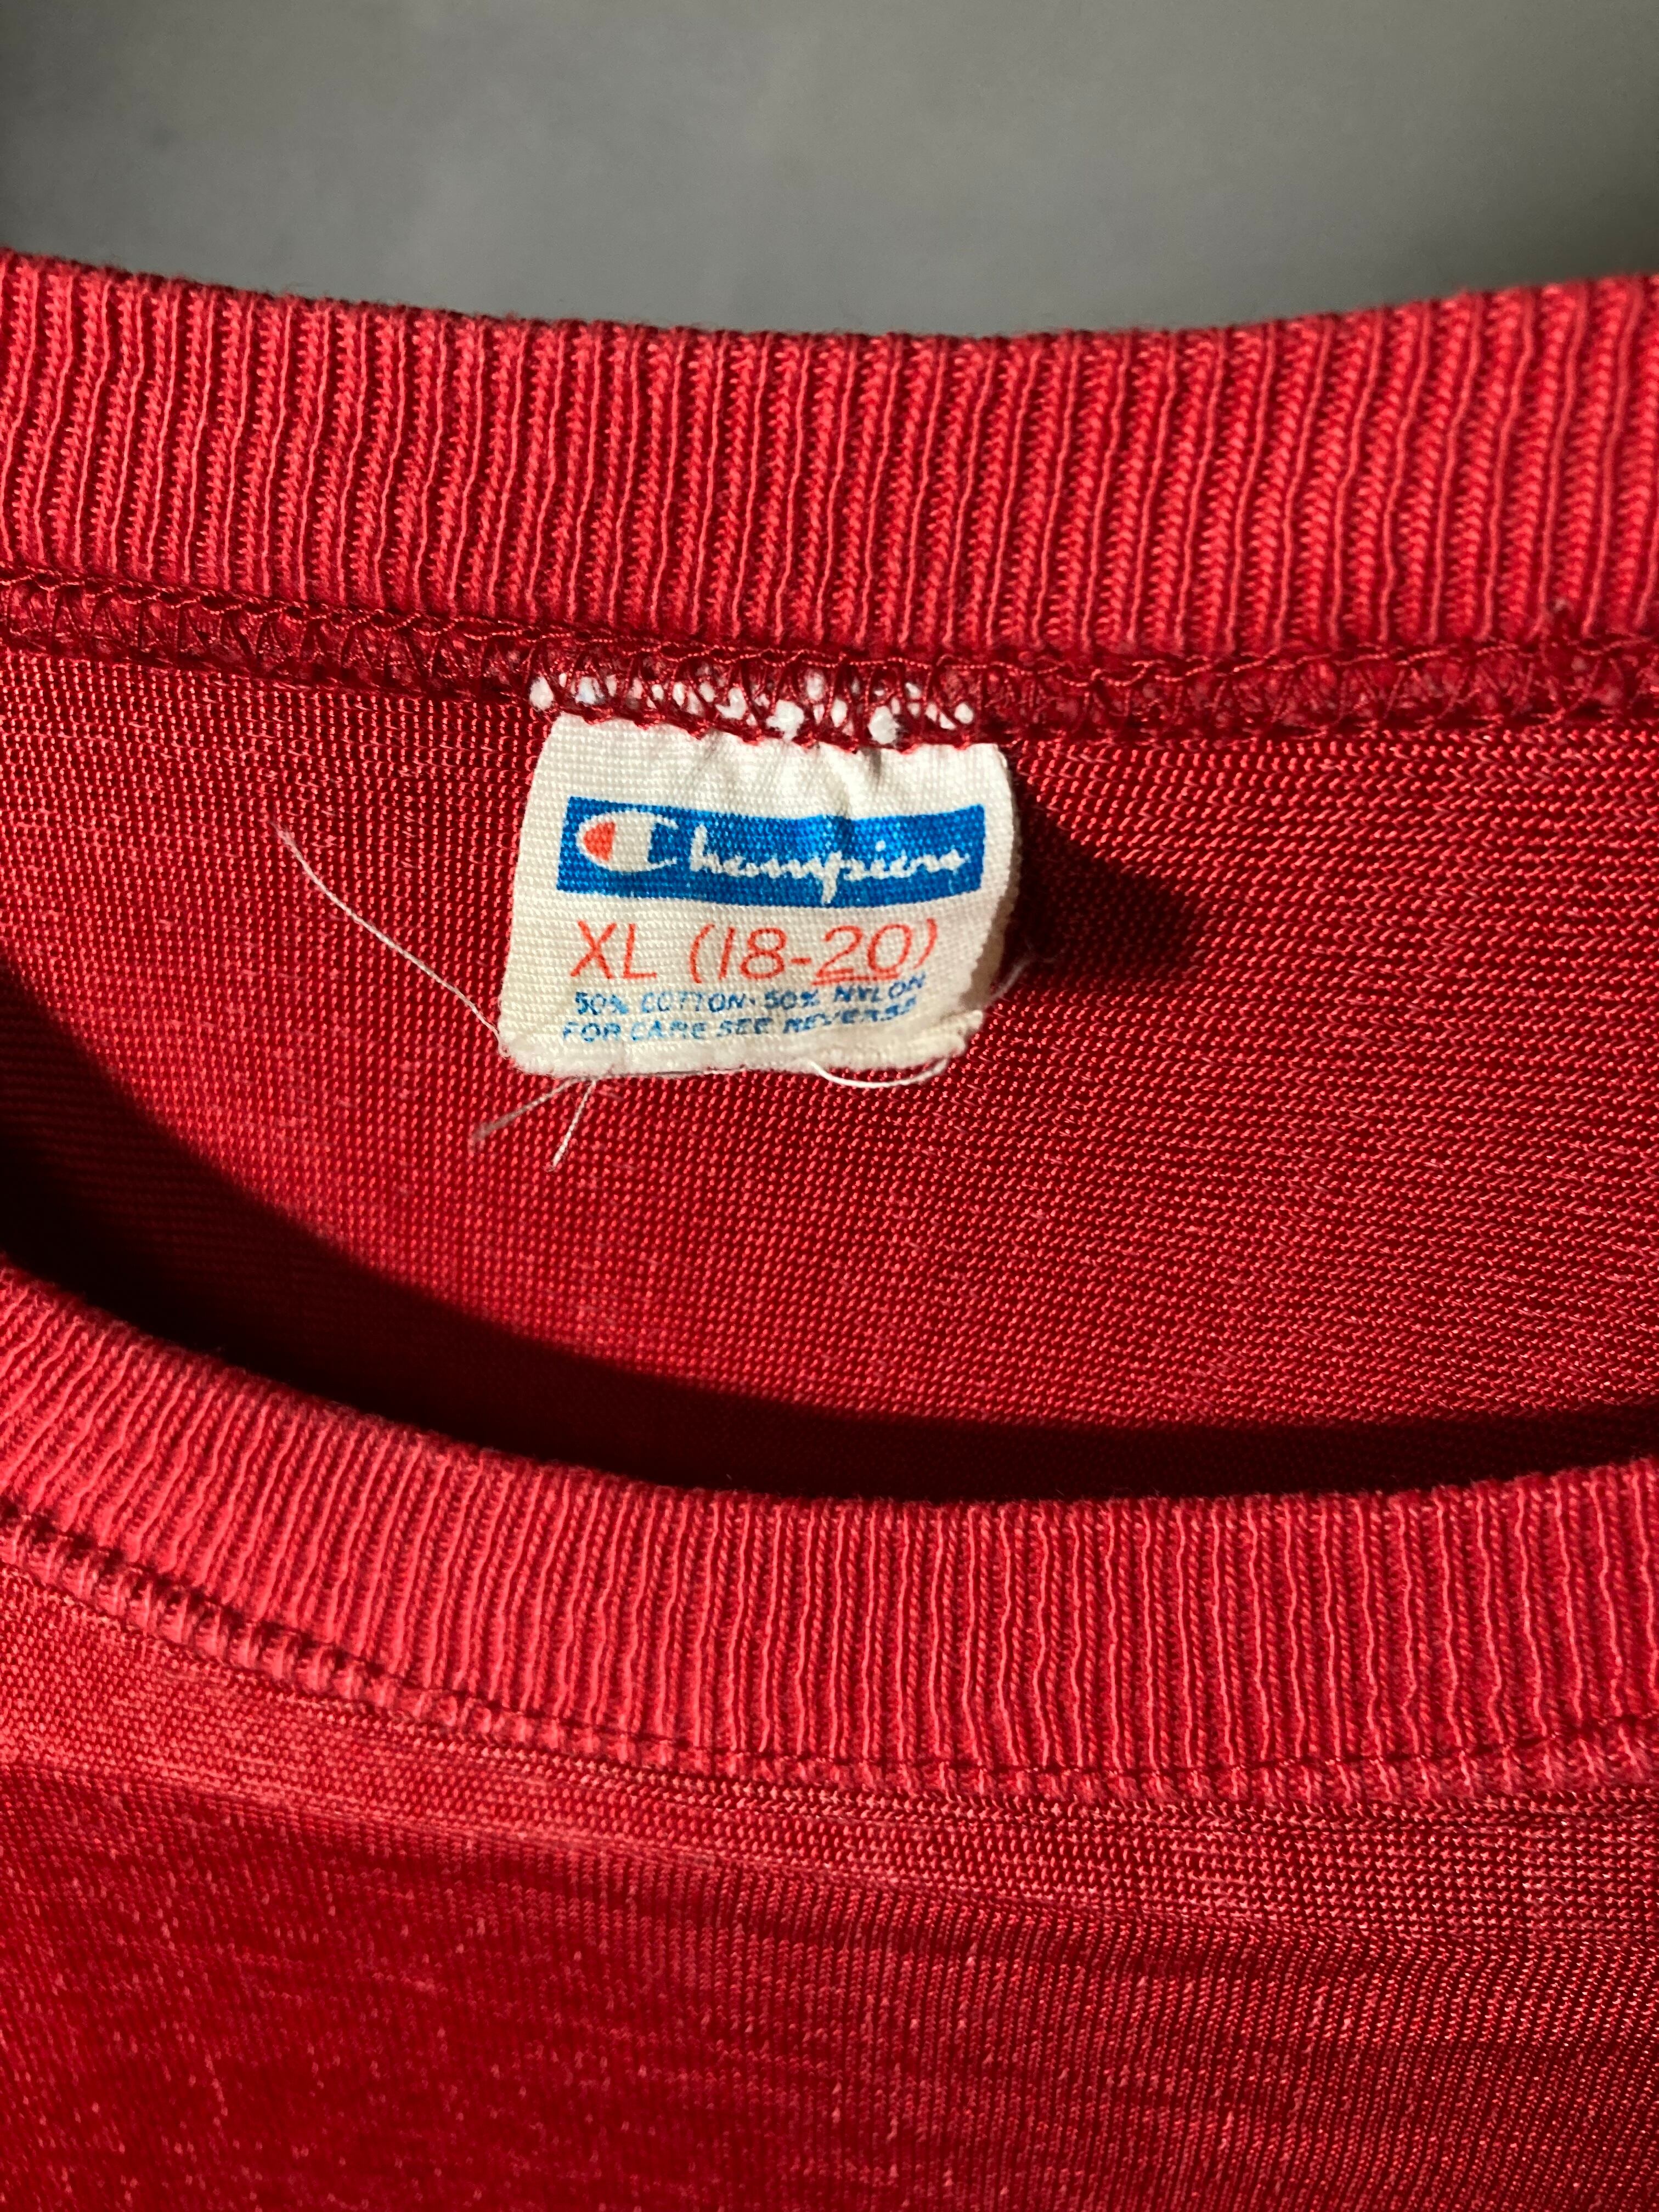 Champion
XL (18-20)
50% COTTON·50% NYLON
FOR CARE SEE REVERSE